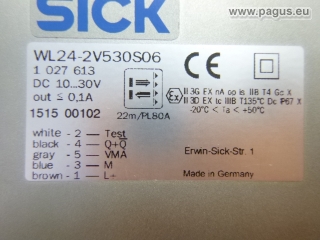 www.pagus.eu
SICK
WL24-2V530S06
1 027 613
DC 10...30V
out ≤ 0,1A
1515 00102
22m/PL80A
CE
Ex
II 3G EX nA op is IIB T4 Gc X
II 3D EX tc IIIB T135°C Dc IP67 X
-20°C < Ta < +50°C
white - 2 - Test
black - 4 - Q+Q
gray - 5 - VMA
blue - 3 - M
brown - 1 - L+
Erwin-Sick-Str. 1
Made in Germany